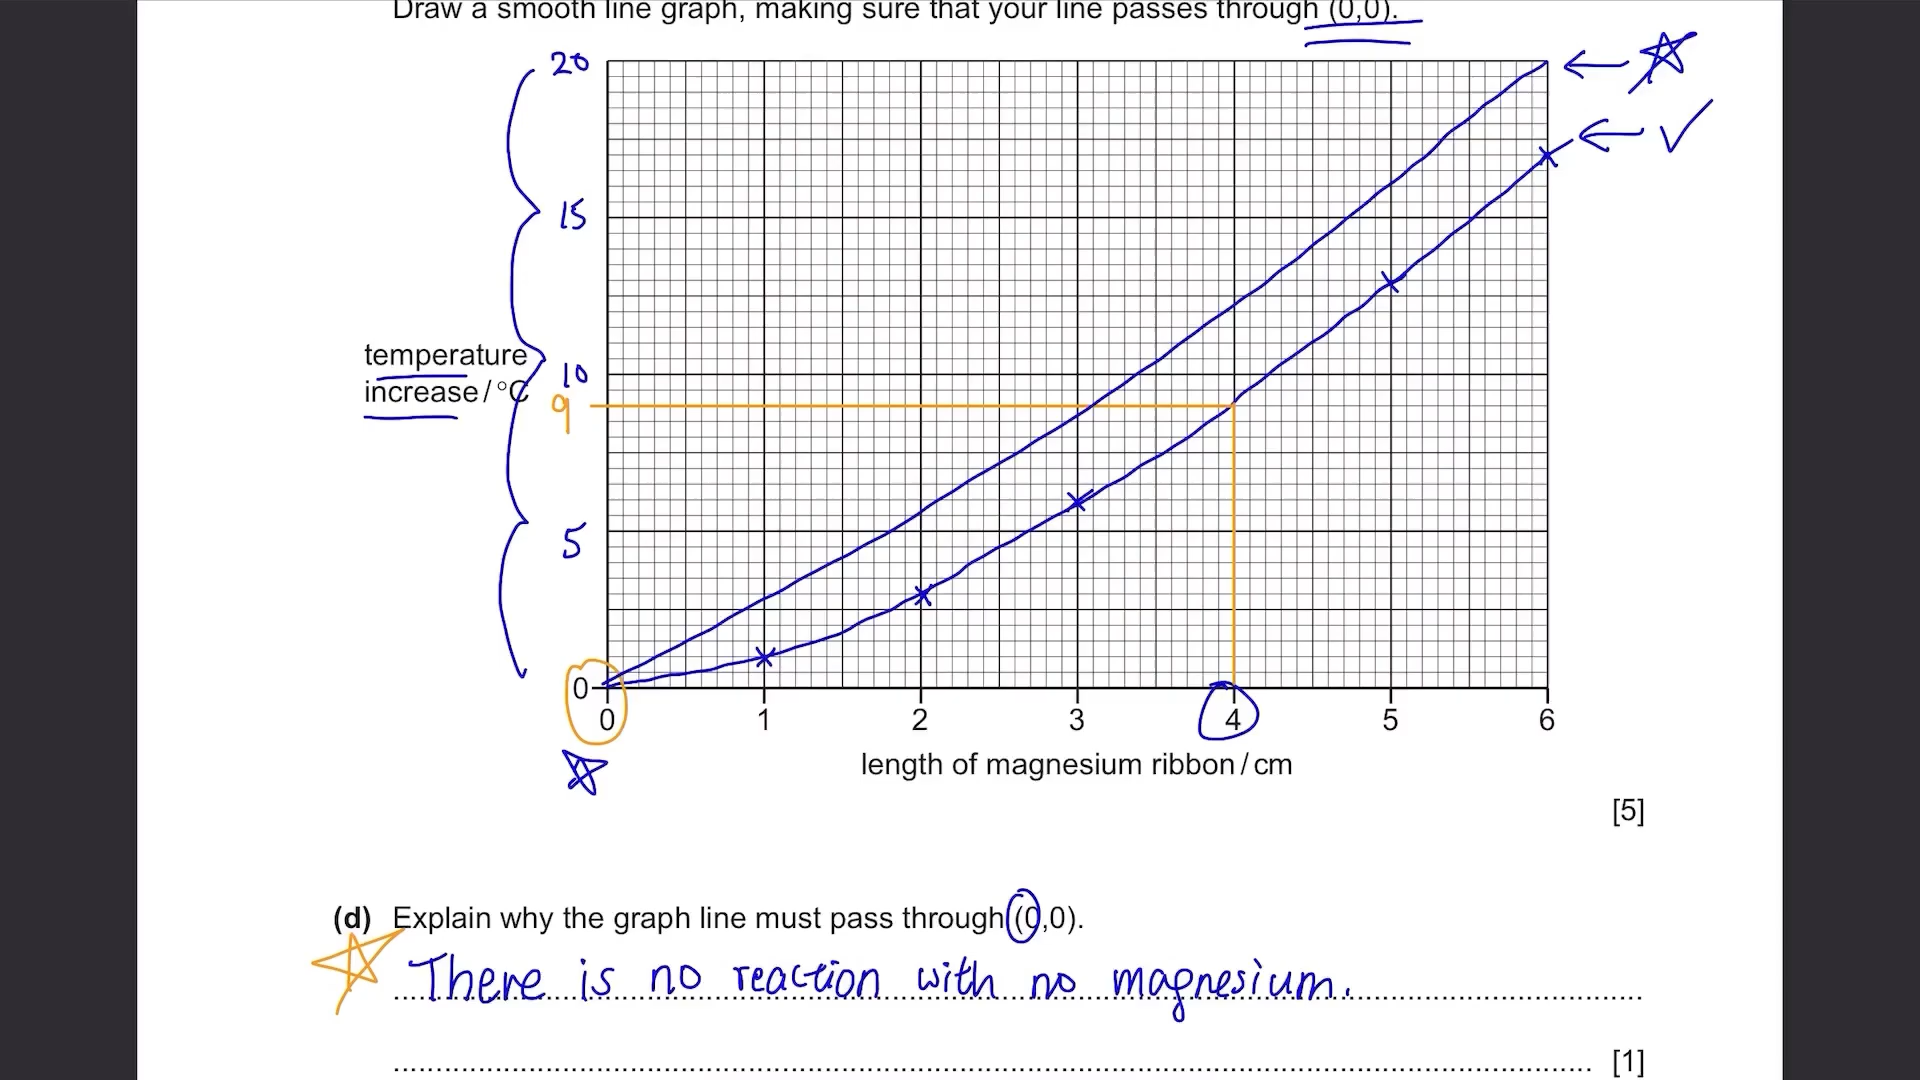 Draw a smooth line graph, making sure that your line passes through (0,0).
20
15
temperature
increase / °C
10
9
5
0
0 1 2 3 4 5 6
length of magnesium ribbon / cm
[5]
(d) Explain why the graph line must pass through (0,0).
There is no reaction with no magnesium.
[1]